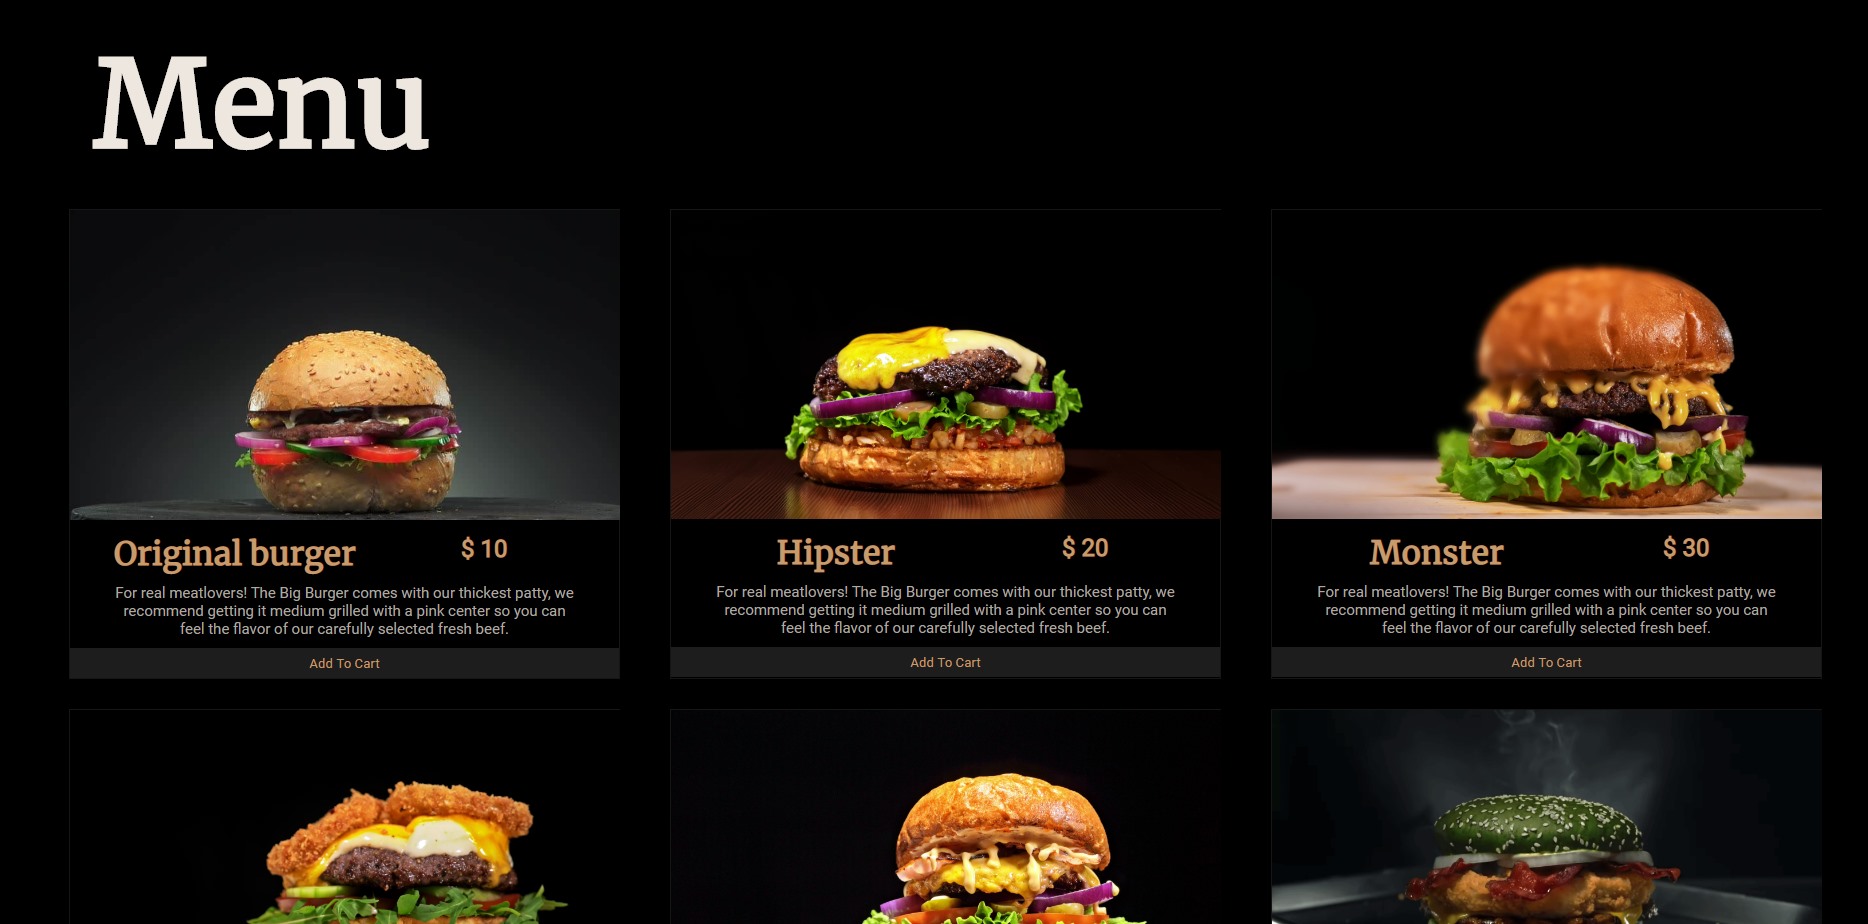 Menu
Original burger
$ 10
For real meatlovers! The Big Burger comes with our thickest patty, we
recommend getting it medium grilled with a pink center so you can
feel the flavor of our carefully selected fresh beef.
Add To Cart
Hipster
$ 20
For real meatlovers! The Big Burger comes with our thickest patty, we
recommend getting it medium grilled with a pink center so you can
feel the flavor of our carefully selected fresh beef.
Add To Cart
Monster
$ 30
For real meatlovers! The Big Burger comes with our thickest patty, we
recommend getting it medium grilled with a pink center so you can
feel the flavor of our carefully selected fresh beef.
Add To Cart